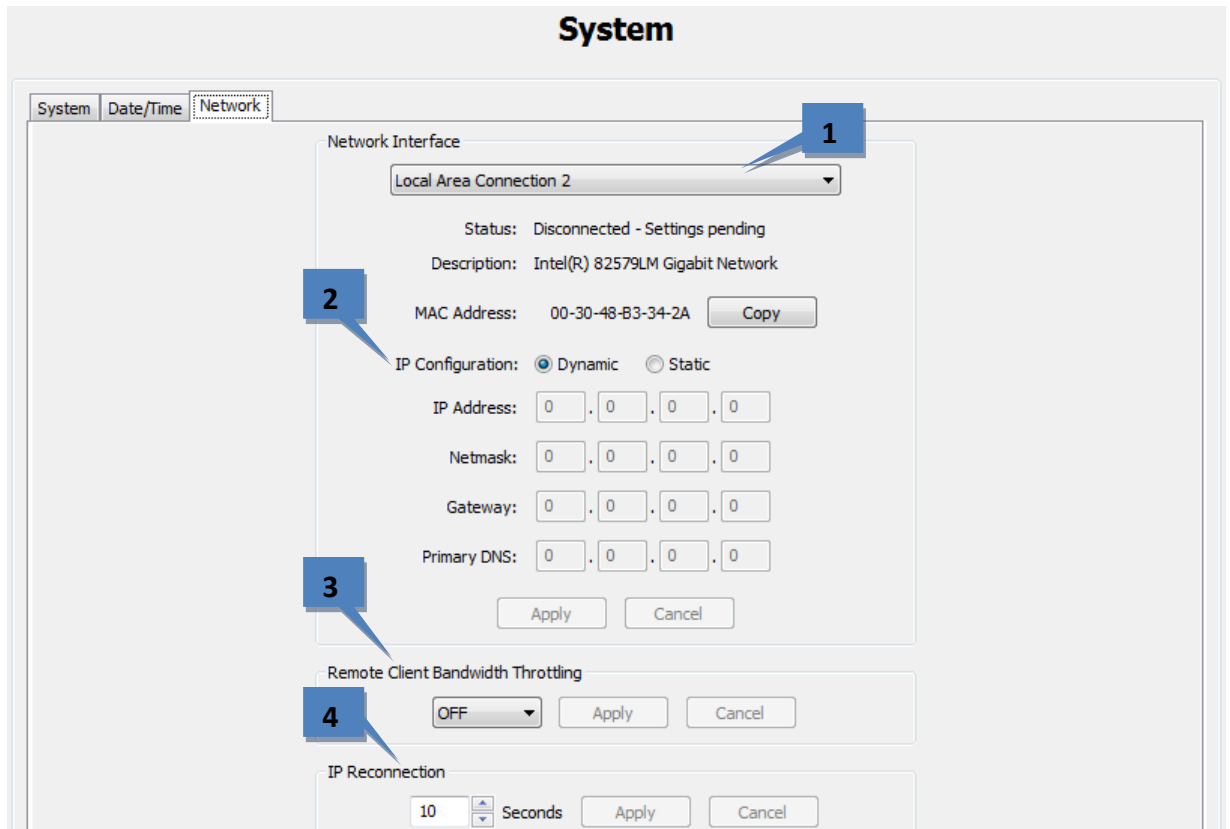 System
System Date/Time Network
1
Network Interface
Local Area Connection 2
Status: Disconnected - Settings pending
Description: Intel(R) 82579LM Gigabit Network
2
MAC Address: 00-30-48-B3-34-2A Copy
IP Configuration: Dynamic Static
IP Address: 0 . 0 . 0 . 0
Netmask: 0 . 0 . 0 . 0
Gateway: 0 . 0 . 0 . 0
Primary DNS: 0 . 0 . 0 . 0
3
Apply Cancel
Remote Client Bandwidth Throttling
4
OFF Apply Cancel
IP Reconnection
10 Seconds Apply Cancel